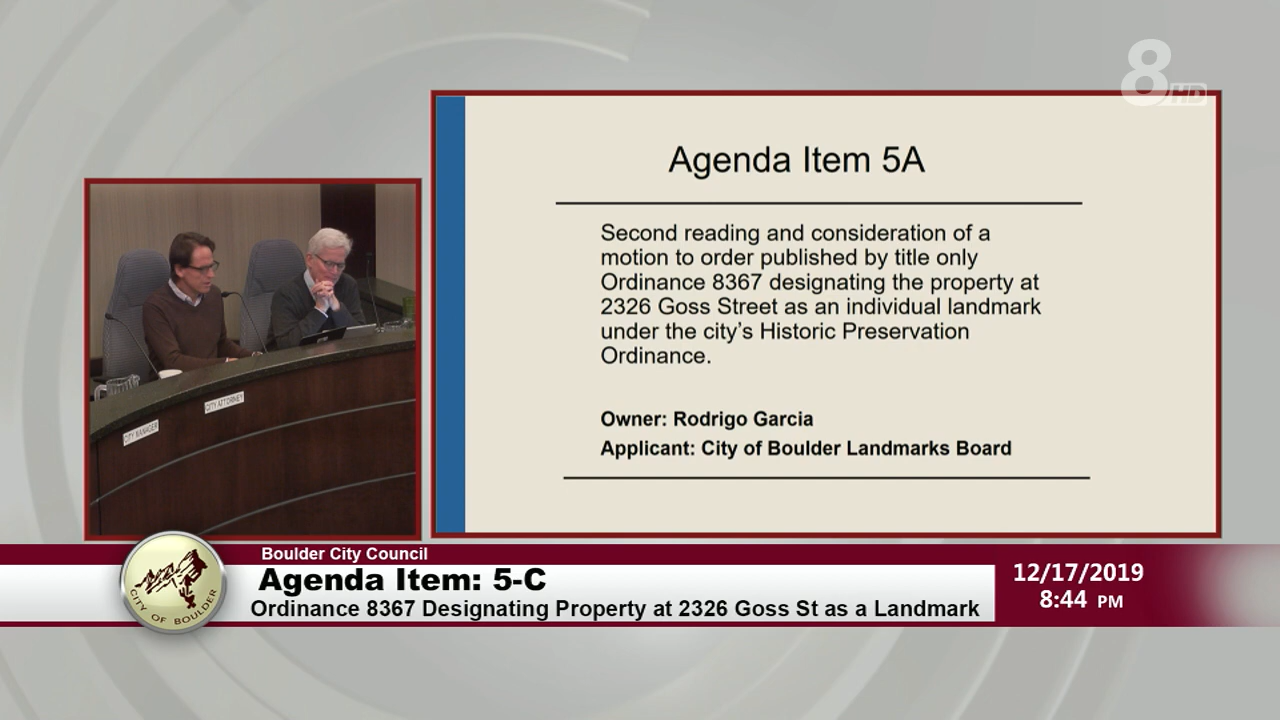 8HD
Agenda Item 5A
Second reading and consideration of a
motion to order published by title only
Ordinance 8367 designating the property at
2326 Goss Street as an individual landmark
under the city's Historic Preservation
Ordinance.
Owner: Rodrigo Garcia
Applicant: City of Boulder Landmarks Board
CITY MANAGER
CITY ATTORNEY
Boulder City Council
Agenda Item: 5-C
Ordinance 8367 Designating Property at 2326 Goss St as a Landmark
12/17/2019
8:44 PM
CITY OF BOULDER